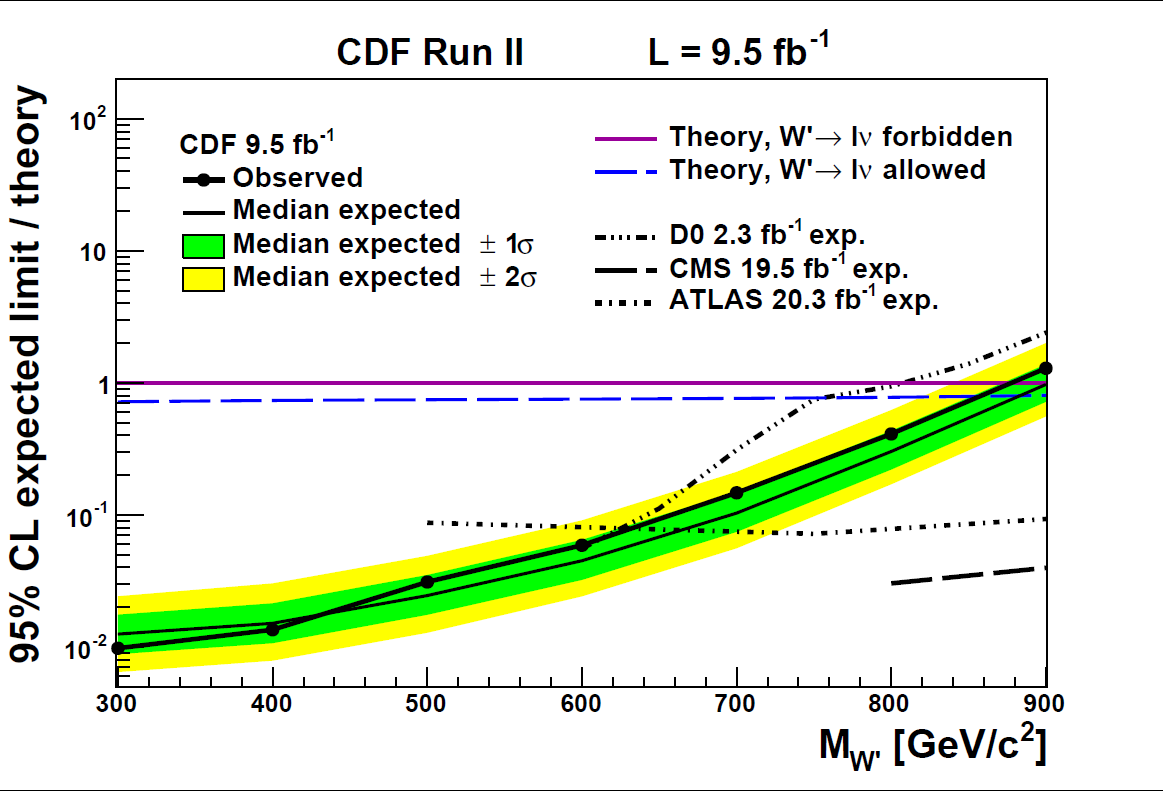 CDF Run II L = 9.5 fb⁻¹
95% CL expected limit / theory
10²
10
1
10⁻¹
10⁻²
CDF 9.5 fb⁻¹
Observed
Median expected
Median expected ± 1σ
Median expected ± 2σ
Theory, W'→ lν forbidden
Theory, W'→ lν allowed
D0 2.3 fb⁻¹ exp.
CMS 19.5 fb⁻¹ exp.
ATLAS 20.3 fb⁻¹ exp.
300 400 500 600 700 800 900
M_W' [GeV/c²]